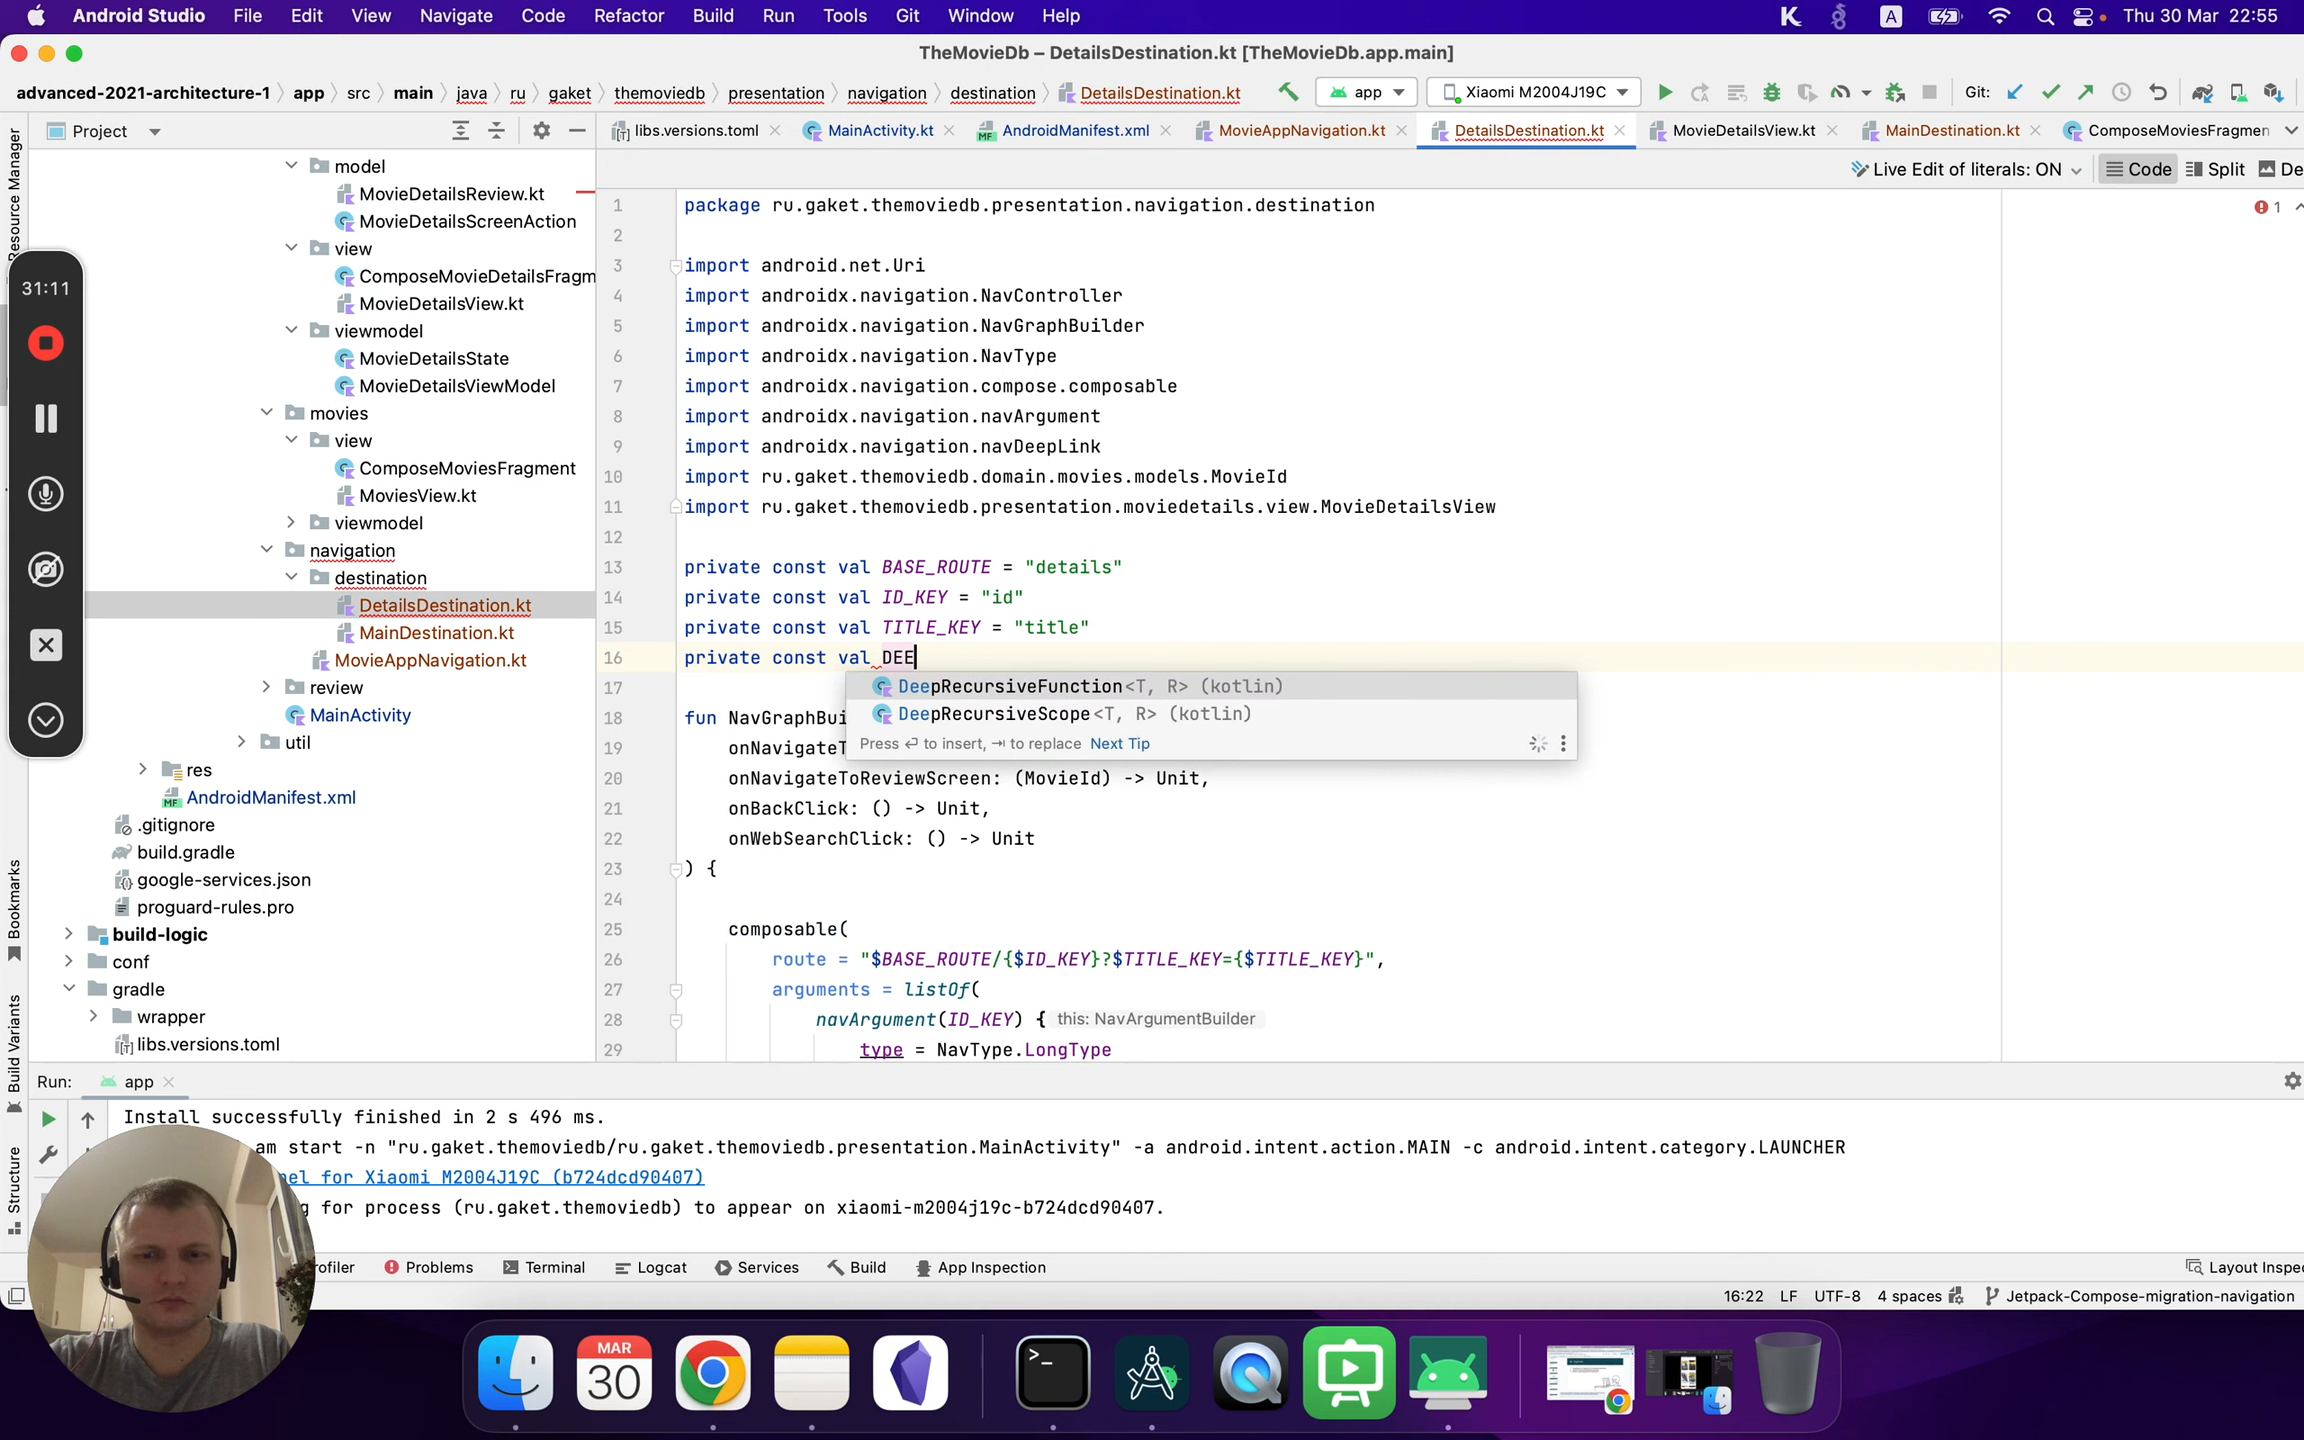 Android Studio File Edit View Navigate Code Refactor Build Run Tools Git Window Help
A Thu 30 Mar 22:55
TheMovieDb – DetailsDestination.kt [TheMovieDb.app.main]
advanced-2021-architecture-1 app src main java ru gaket themoviedb presentation navigation destination DetailsDestination.kt app Xiaomi M2004J19C Git:
Project
libs.versions.toml MainActivity.kt AndroidManifest.xml MovieAppNavigation.kt DetailsDestination.kt MovieDetailsView.kt MainDestination.kt ComposeMoviesFragmen
Live Edit of literals: ON Code Split De
Resource Manager
Bookmarks
Build Variants
Structure
31:11
model
MovieDetailsReview.kt
MovieDetailsScreenAction
view
ComposeMovieDetailsFragm
MovieDetailsView.kt
viewmodel
MovieDetailsState
MovieDetailsViewModel
movies
view
ComposeMoviesFragment
MoviesView.kt
viewmodel
navigation
destination
DetailsDestination.kt
MainDestination.kt
MovieAppNavigation.kt
review
MainActivity
util
res
AndroidManifest.xml
.gitignore
build.gradle
google-services.json
proguard-rules.pro
build-logic
conf
gradle
wrapper
libs.versions.toml
1
1 package ru.gaket.themoviedb.presentation.navigation.destination
2
3 import android.net.Uri
4 import androidx.navigation.NavController
5 import androidx.navigation.NavGraphBuilder
6 import androidx.navigation.NavType
7 import androidx.navigation.compose.composable
8 import androidx.navigation.navArgument
9 import androidx.navigation.navDeepLink
10 import ru.gaket.themoviedb.domain.movies.models.MovieId
11 import ru.gaket.themoviedb.presentation.moviedetails.view.MovieDetailsView
12
13 private const val BASE_ROUTE = "details"
14 private const val ID_KEY = "id"
15 private const val TITLE_KEY = "title"
16 private const val DEE
17
DeepRecursiveFunction<T, R> (kotlin)
DeepRecursiveScope<T, R> (kotlin)
Press ⏎ to insert, ⇥ to replace Next Tip
18 fun NavGraphBui
19 onNavigateT
20 onNavigateToReviewScreen: (MovieId) -> Unit,
21 onBackClick: () -> Unit,
22 onWebSearchClick: () -> Unit
23 ) {
24
25 composable(
26 route = "$BASE_ROUTE/{$ID_KEY}?$TITLE_KEY={$TITLE_KEY}",
27 arguments = listOf(
28 navArgument(ID_KEY) { this: NavArgumentBuilder
29 type = NavType.LongType
Run: app
Install successfully finished in 2 s 496 ms.
am start -n "ru.gaket.themoviedb/ru.gaket.themoviedb.presentation.MainActivity" -a android.intent.action.MAIN -c android.intent.category.LAUNCHER
el for Xiaomi M2004J19C (b724dcd90407)
g for process (ru.gaket.themoviedb) to appear on xiaomi-m2004j19c-b724dcd90407.
rofiler Problems Terminal Logcat Services Build App Inspection Layout Inspe
16:22 LF UTF-8 4 spaces Jetpack-Compose-migration-navigation
MAR
30